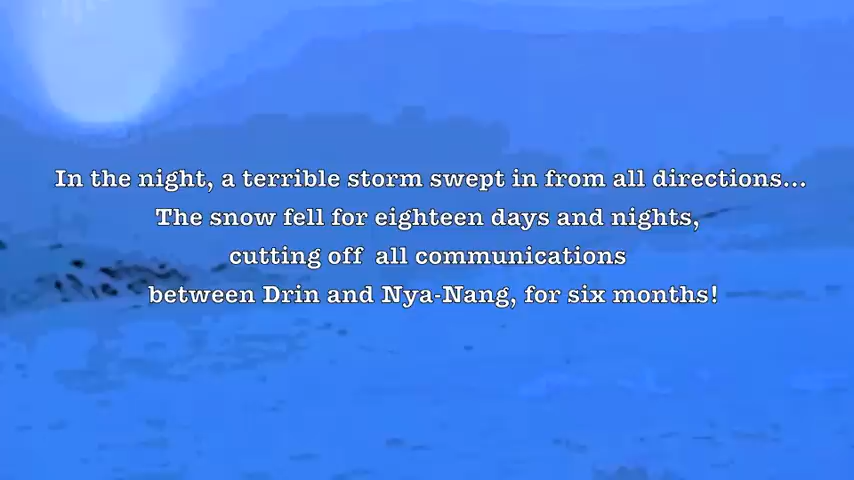 In the night, a terrible storm swept in from all directions...
The snow fell for eighteen days and nights,
cutting off all communications
between Drin and Nya-Nang, for six months!